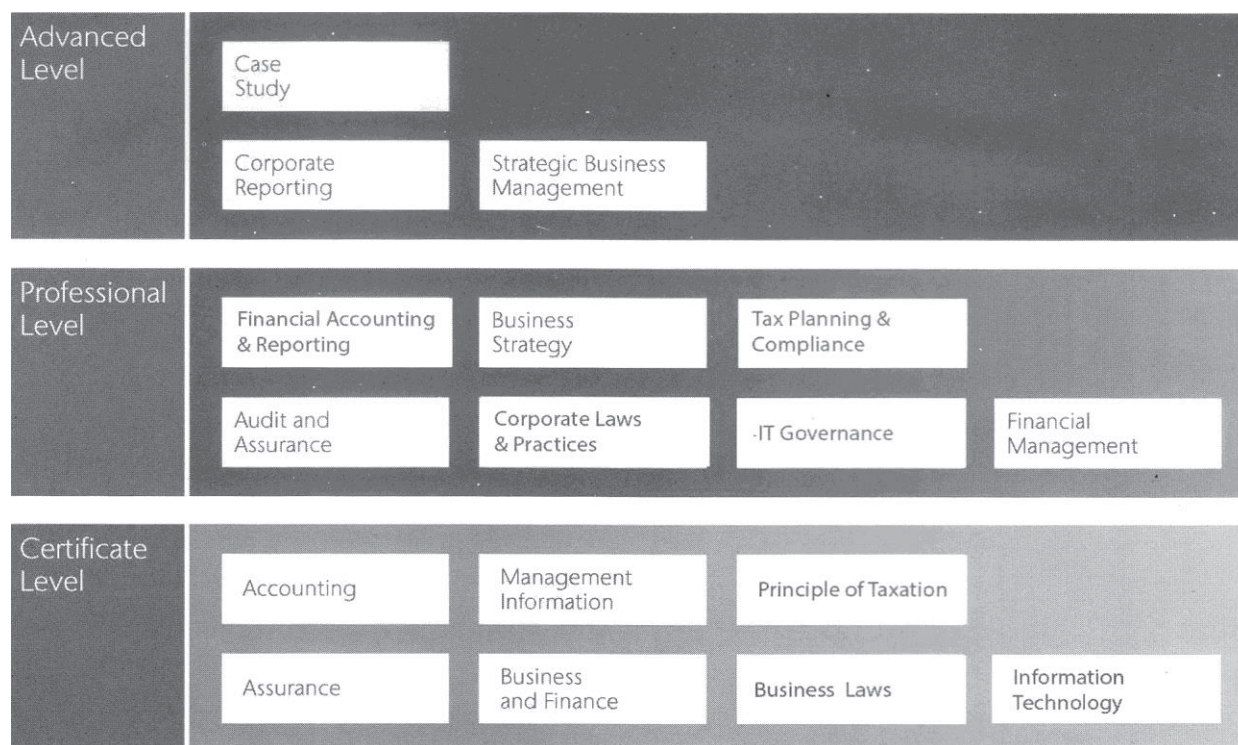 Advanced
Level
Case
Study
Corporate
Reporting
Strategic Business
Management
Professional
Level
Financial Accounting
& Reporting
Business
Strategy
Tax Planning &
Compliance
Audit and
Assurance
Corporate Laws
& Practices
IT Governance
Financial
Management
Certificate
Level
Accounting
Management
Information
Principle of Taxation
Assurance
Business
and Finance
Business Laws
Information
Technology